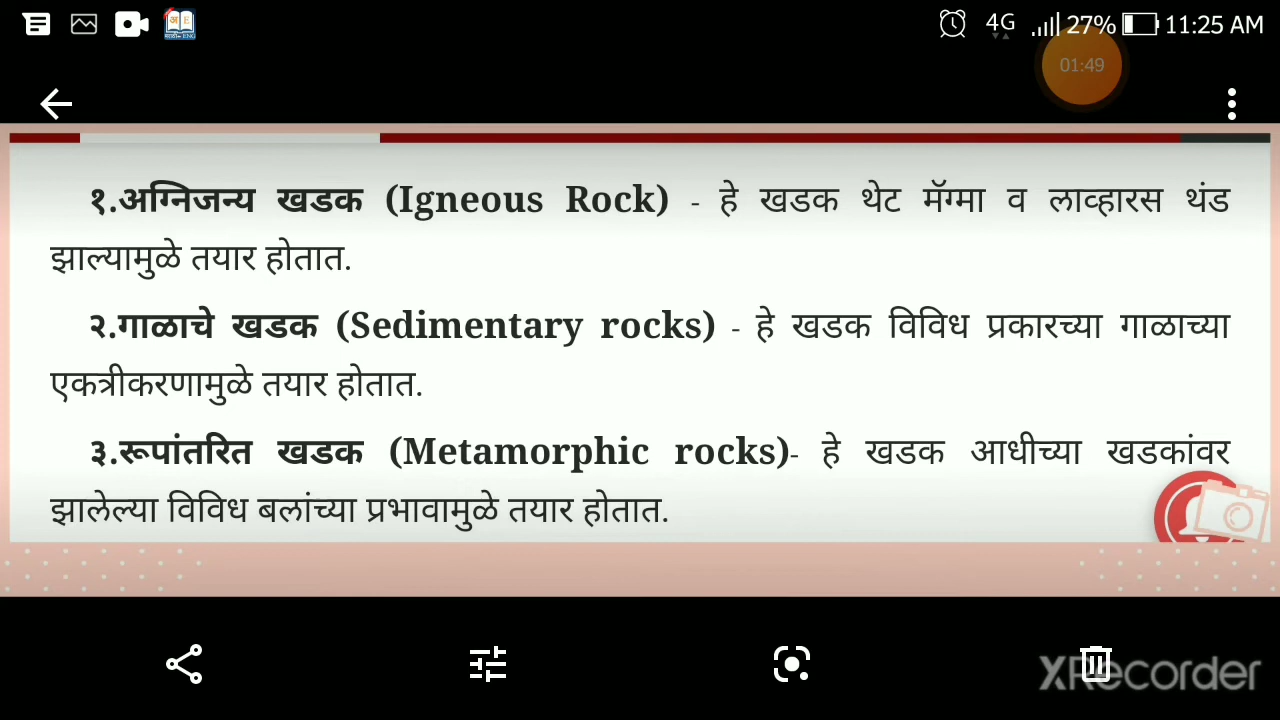 4G 27% 11:25 AM
01:49
१.अग्निजन्य खडक (Igneous Rock) - हे खडक थेट मॅग्मा व लाव्हारस थंड
झाल्यामुळे तयार होतात.
२.गाळाचे खडक (Sedimentary rocks) - हे खडक विविध प्रकारच्या गाळाच्या
एकत्रीकरणामुळे तयार होतात.
३.रूपांतरित खडक (Metamorphic rocks)- हे खडक आधीच्या खडकांवर
झालेल्या विविध बलांच्या प्रभावामुळे तयार होतात.
XRecorder